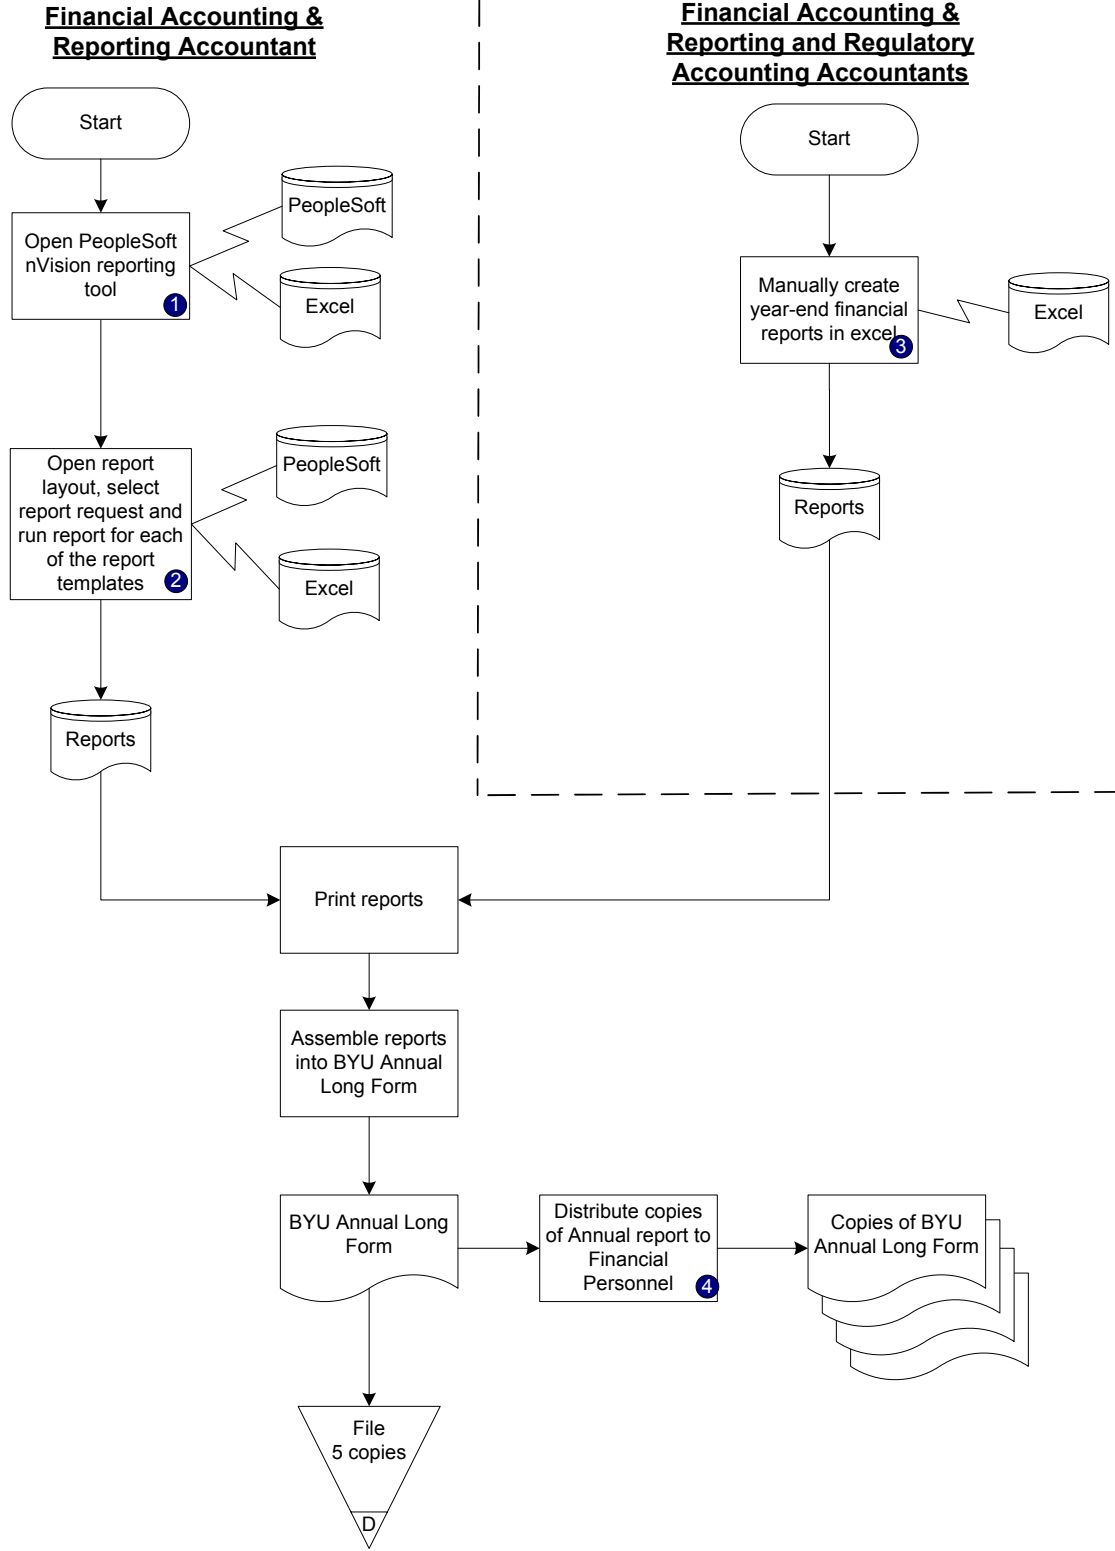 Financial Accounting &
Reporting Accountant
Start
PeopleSoft
Open PeopleSoft
nVision reporting
tool
1
Excel
PeopleSoft
Open report
layout, select
report request and
run report for each
of the report
templates
2
Excel
Reports
Financial Accounting &
Reporting and Regulatory
Accounting Accountants
Start
Manually create
year-end financial
reports in excel
3
Excel
Reports
Print reports
Assemble reports
into BYU Annual
Long Form
BYU Annual Long
Form
Distribute copies
of Annual report to
Financial
Personnel
4
Copies of BYU
Annual Long Form
File
5 copies
D